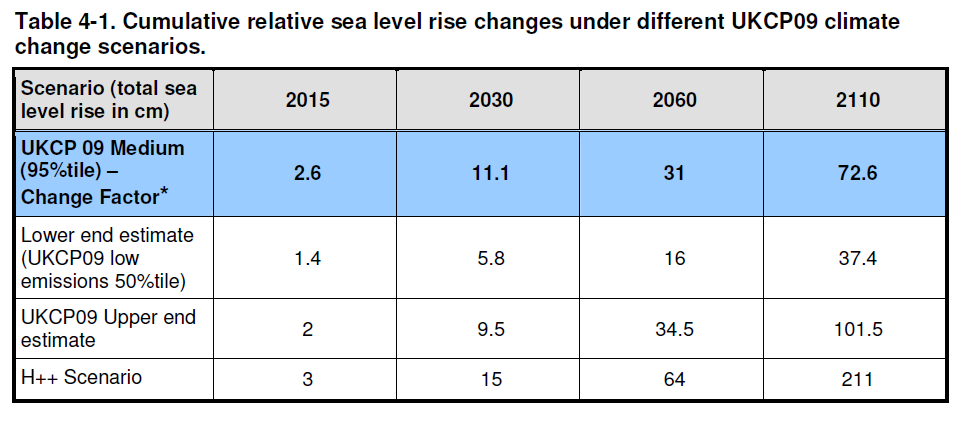 Table 4-1. Cumulative relative sea level rise changes under different UKCP09 climate
change scenarios.
Scenario (total sea
level rise in cm)
2015
2030
2060
2110
UKCP 09 Medium
(95%tile) –
Change Factor*
2.6
11.1
31
72.6
Lower end estimate
(UKCP09 low
emissions 50%tile)
1.4
5.8
16
37.4
UKCP09 Upper end
estimate
2
9.5
34.5
101.5
H++ Scenario
3
15
64
211